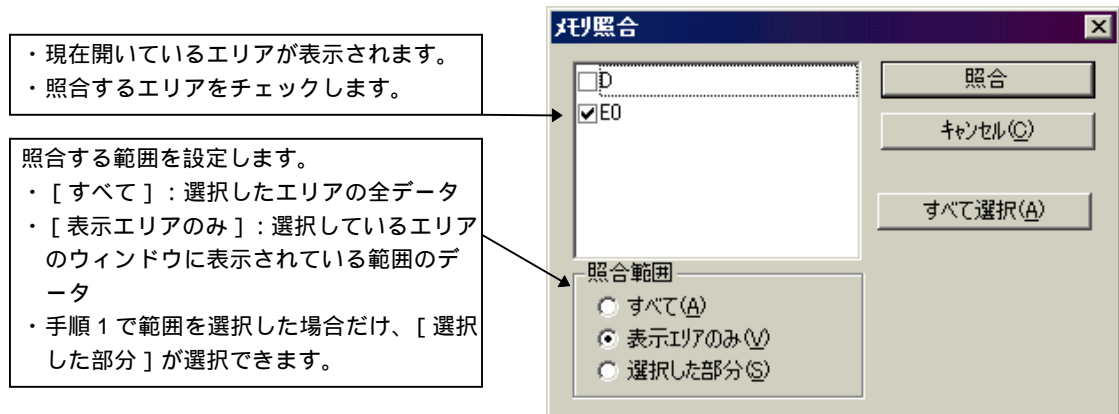 ・現在開いているエリアが表示されます。
・照合するエリアをチェックします。
照合する範囲を設定します。
・［すべて］：選択したエリアの全データ
・［表示エリアのみ］：選択しているエリア
のウィンドウに表示されている範囲のデ
ータ
・手順１で範囲を選択した場合だけ、［選択
した部分］が選択できます。
ﾒﾓﾘ照合
D
E0
照合
ｷｬﾝｾﾙ(C)
すべて選択(A)
照合範囲
すべて(A)
表示ｴﾘｱのみ(V)
選択した部分(S)